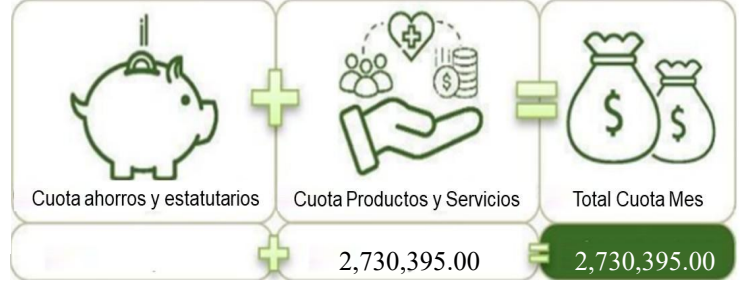 Cuota ahorros y estatutarios Cuota Productos y Servicios Total Cuota Mes
2,730,395.00 2,730,395.00